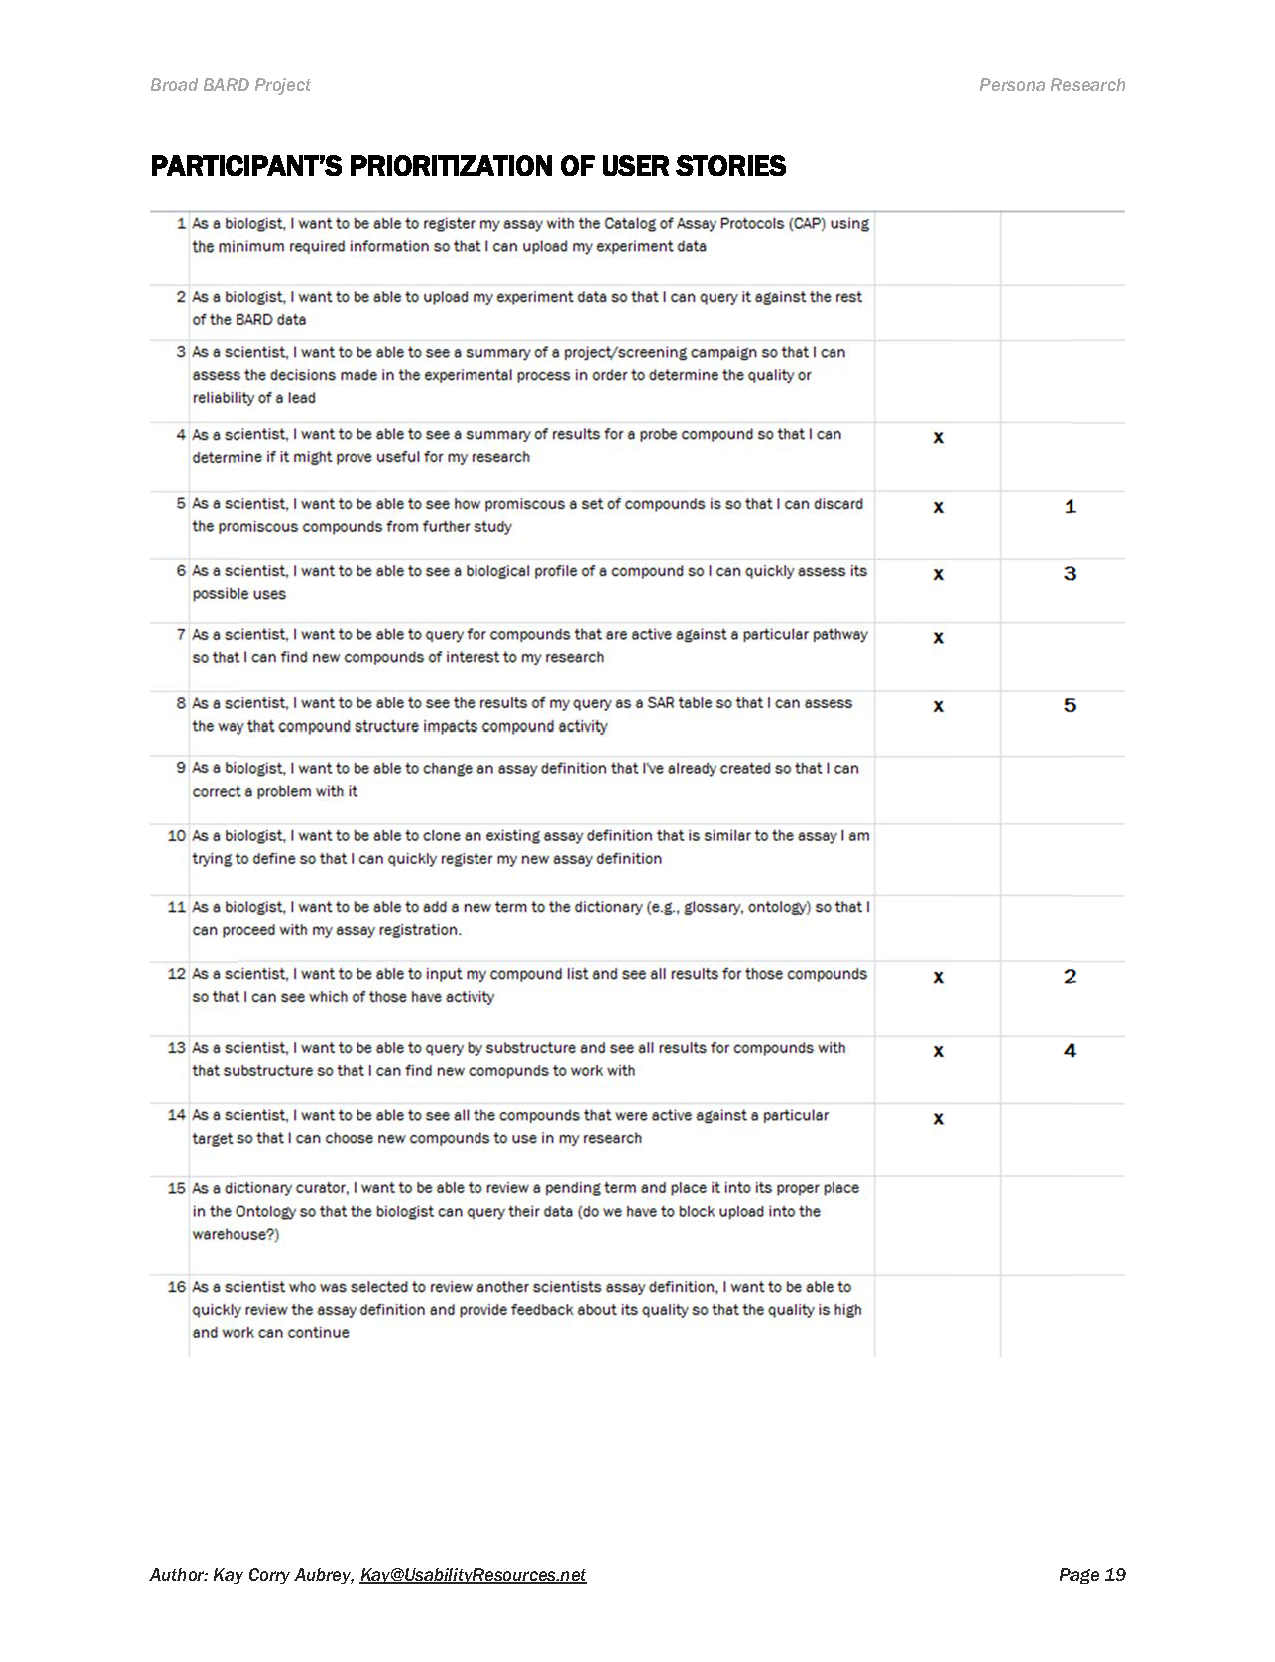 Broad BARD Project Persona Research
PARTICIPANT'S PRIORITIZATION OF USER STORIES
1 As a biologist, I want to be able to register my assay with the Catalog of Assay Protocols (CAP) using
the minimum required information so that I can upload my experiment data
2 As a biologist, I want to be able to upload my experiment data so that I can query it against the rest
of the BARD data
3 As a scientist, I want to be able to see a summary of a project/screening campaign so that I can
assess the decisions made in the experimental process in order to determine the quality or
reliability of a lead
4 As a scientist, I want to be able to see a summary of results for a probe compound so that I can x
determine if it might prove useful for my research
5 As a scientist, I want to be able to see how promiscuous a set of compounds is so that I can discard x 1
the promiscous compounds from further study
6 As a scientist, I want to be able to see a biological profile of a compound so I can quickly assess its x 3
possible uses
7 As a scientist, I want to be able to query for compounds that are active against a particular pathway x
so that I can find new compounds of interest to my research
8 As a scientist, I want to be able to see the results of my query as a SAR table so that I can assess x 5
the way that compound structure impacts compound activity
9 As a biologist, I want to be able to change an assay definition that I've already created so that I can
correct a problem with it
10 As a biologist, I want to be able to clone an existing assay definition that is similar to the assay I am
trying to define so that I can quickly register my new assay definition
11 As a biologist, I want to be able to add a new term to the dictionary (e.g., glossary, ontology) so that I
can proceed with my assay registration.
12 As a scientist, I want to be able to input my compound list and see all results for those compounds x 2
so that I can see which of those have activity
13 As a scientist, I want to be able to query by substructure and see all results for compounds with x 4
that substructure so that I can find new comopunds to work with
14 As a scientist, I want to be able to see all the compounds that were active against a particular x
target so that I can choose new compounds to use in my research
15 As a dictionary curator, I want to be able to review a pending term and place it into its proper place
in the Ontology so that the biologist can query their data (do we have to block upload into the
warehouse?)
16 As a scientist who was selected to review another scientists assay definition, I want to be able to
quickly review the assay definition and provide feedback about its quality so that the quality is high
and work can continue
Author: Kay Corry Aubrey, Kay@UsabilityResources.net Page 19